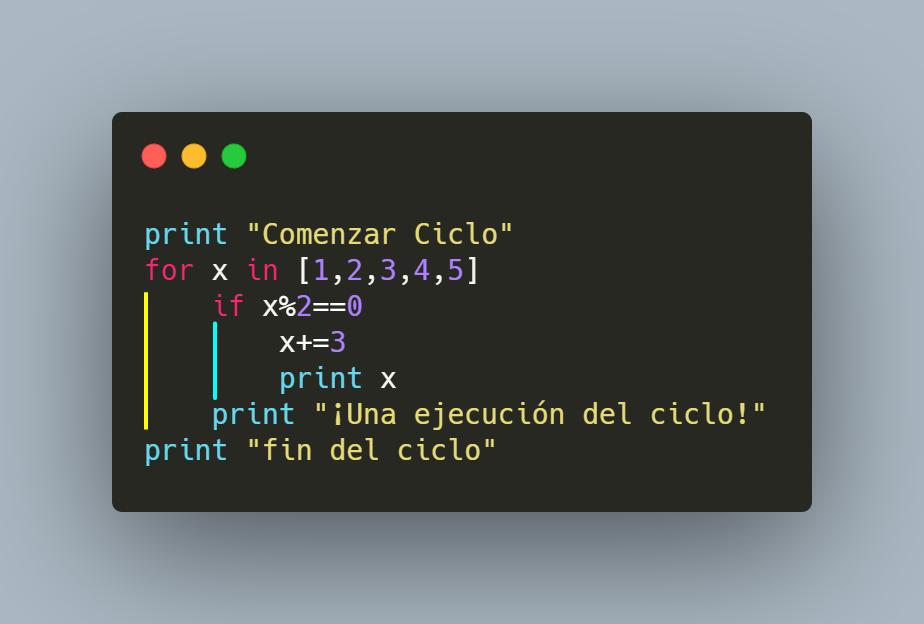 print "Comenzar Ciclo"
for x in [1,2,3,4,5]
if x%2==0
x+=3
print x
print "¡Una ejecución del ciclo!"
print "fin del ciclo"